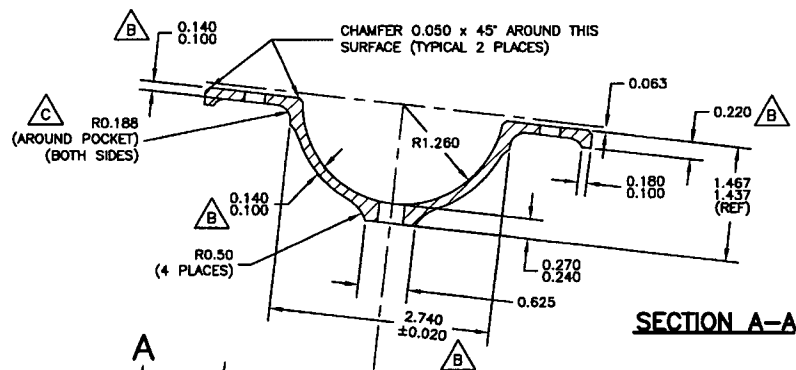 B
0.140
0.100
CHAMFER 0.050 x 45° AROUND THIS
SURFACE (TYPICAL 2 PLACES)
0.063
0.220
B
C
R0.188
(AROUND POCKET)
(BOTH SIDES)
R1.260
0.140
0.100
B
0.180
0.100
1.467
1.437
(REF)
R0.50
(4 PLACES)
0.270
0.240
0.625
2.740
±0.020
B
SECTION A-A
A